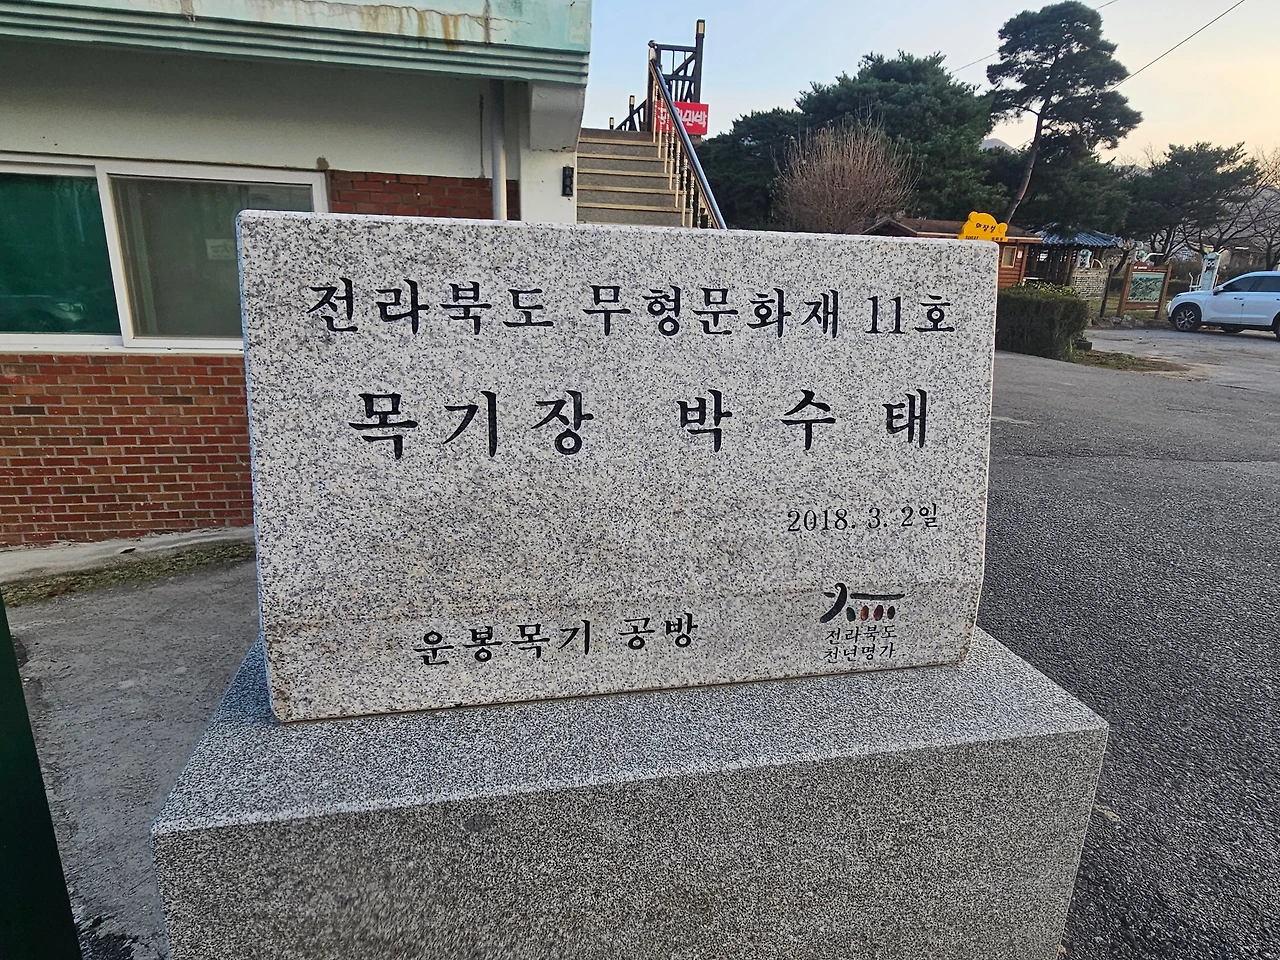 전라북도 무형문화재 11호
목기장 박수태
2018. 3. 2일
운봉목기 공방
전라북도
천년명가